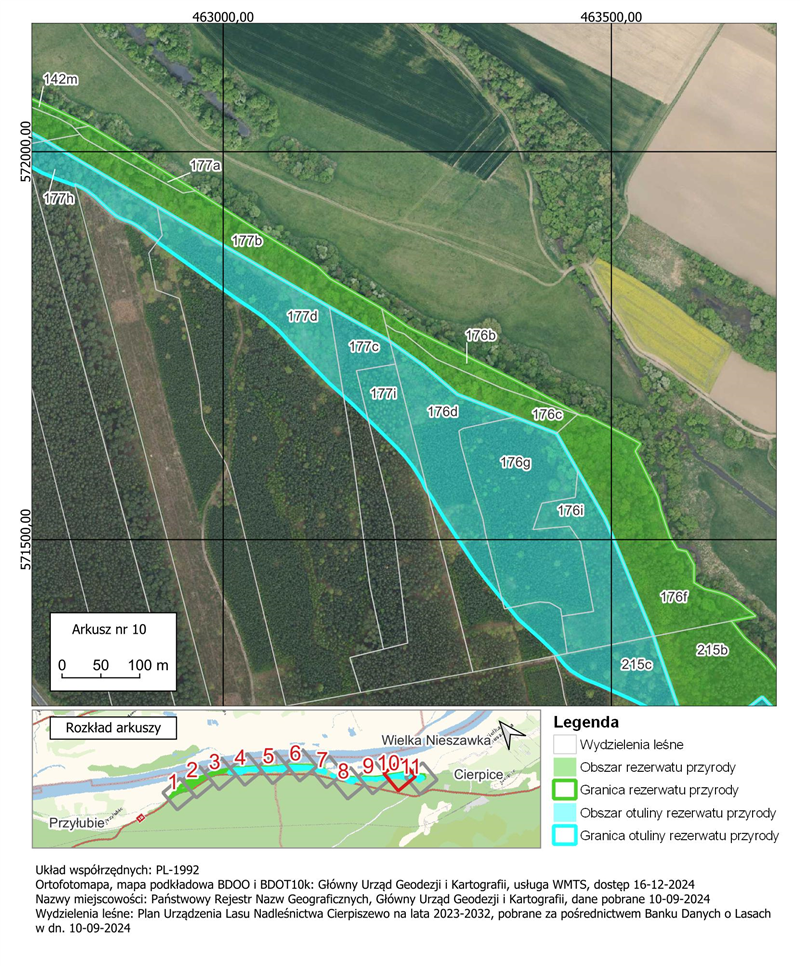 463000,00
463500,00
142m
572000,00
177a
177h
177b
177d
176b
177c
177i
176d
176c
176g
176i
571500,00
176f
215b
215c
Arkusz nr 10
0 50 100 m
Rozkład arkuszy
Wielka Nieszawka
Cierpice
Przyłubie
1 2 3 4 5 6 7 8 9 10 11
Legenda
Wydzielenia leśne
Obszar rezerwatu przyrody
Granica rezerwatu przyrody
Obszar otuliny rezerwatu przyrody
Granica otuliny rezerwatu przyrody
Układ współrzędnych: PL-1992
Ortofotomapa, mapa podkładowa BDOO i BDOT10k: Główny Urząd Geodezji i Kartografii, usługa WMTS, dostęp 16-12-2024
Nazwy miejscowości: Państwowy Rejestr Nazw Geograficznych, Główny Urząd Geodezji i Kartografii, dane pobrane 10-09-2024
Wydzielenia leśne: Plan Urządzenia Lasu Nadleśnictwa Cierpiszewo na lata 2023-2032, pobrane za pośrednictwem Banku Danych o Lasach
w dn. 10-09-2024